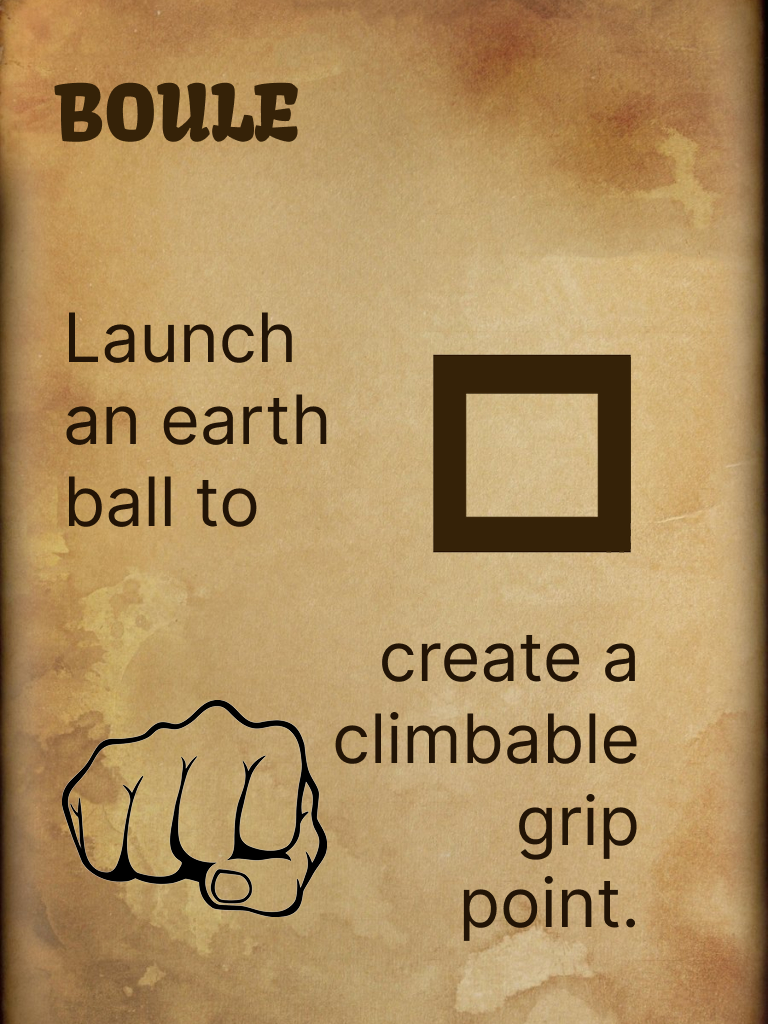 BOULE
Launch
an earth
ball to
create a
climbable
grip
point.